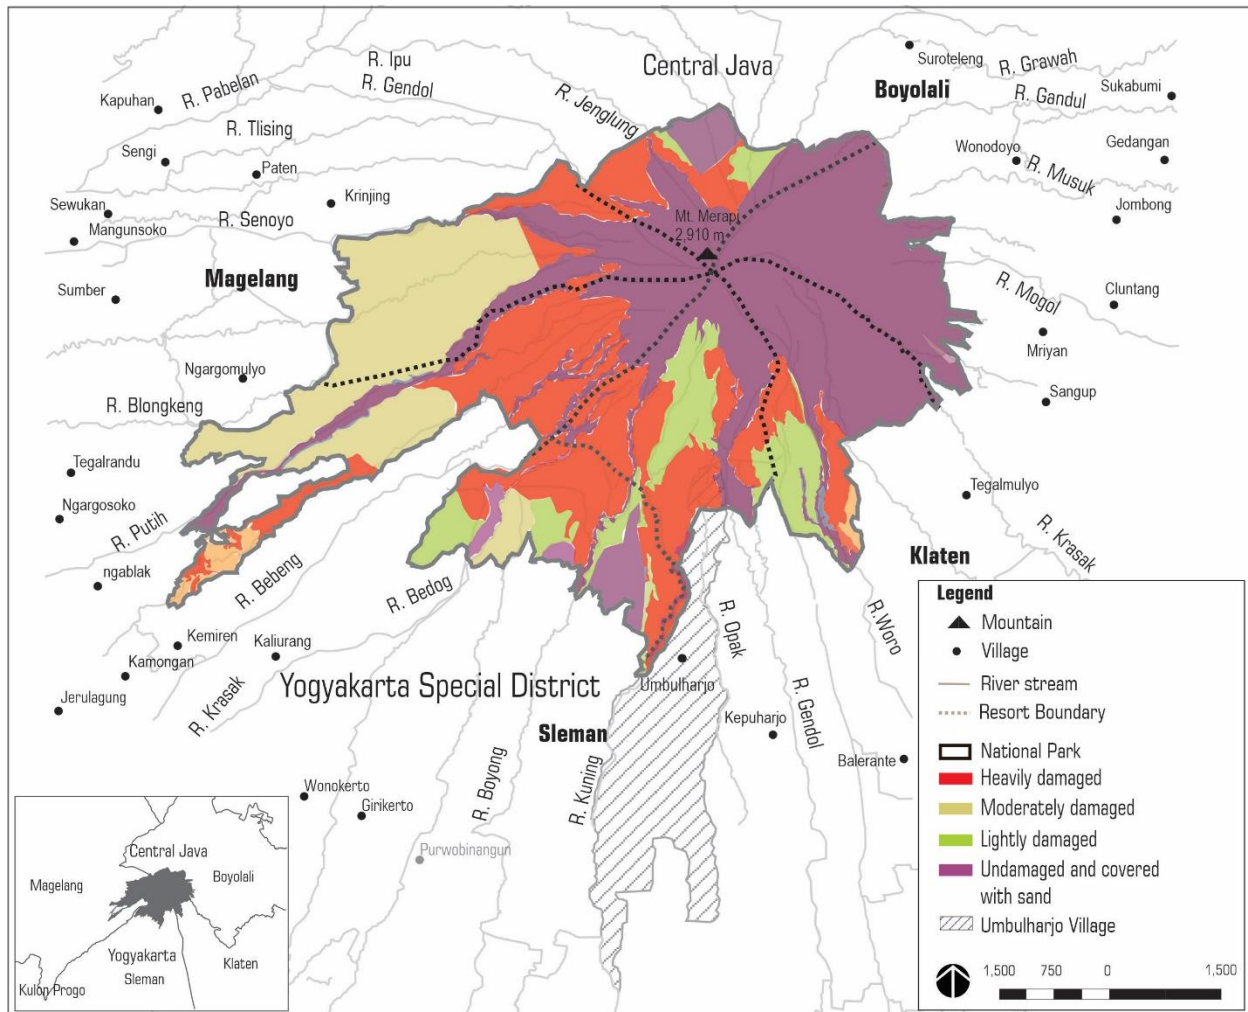 Central Java
Suroteleng
R. Grawah
R. Ipu
R. Pabelan
R. Gendol
R. Jenglung
Boyolali
R. Gandul
Sukabumi
Kapuhan
R. Tlising
Sengi
Paten
Wonodoyo
Gedangan
R. Musuk
Krinjing
Sewukan
R. Senoyo
Mangunsoko
Jombong
Mt. Merapi
2,910 m
Magelang
Sumber
R. Mogol
Cluntang
Mriyan
Ngargomulyo
R. Blongkeng
Sangup
Tegalrandu
Ngargosoko
R. Putih
Tegalmulyo
R. Krasak
ngablak
R. Bebeng
R. Bedog
Klaten
R. Opak
R.Woro
Kemiren
Kaliurang
Kamongan
Jerulagung
R. Krasak
Yogyakarta Special District
Umbulharjo
Sleman
Kepuharjo
R. Gendol
Balerante
R. Boyong
R. Kuning
Wonokerto
Girikerto
Purwobinangun
Legend
Mountain
Village
River stream
Resort Boundary
National Park
Heavily damaged
Moderately damaged
Lightly damaged
Undamaged and covered
with sand
Umbulharjo Village
1,500 750 0 1,500
Central Java
Magelang
Boyolali
Yogyakarta
Sleman
Klaten
Kulon Progo